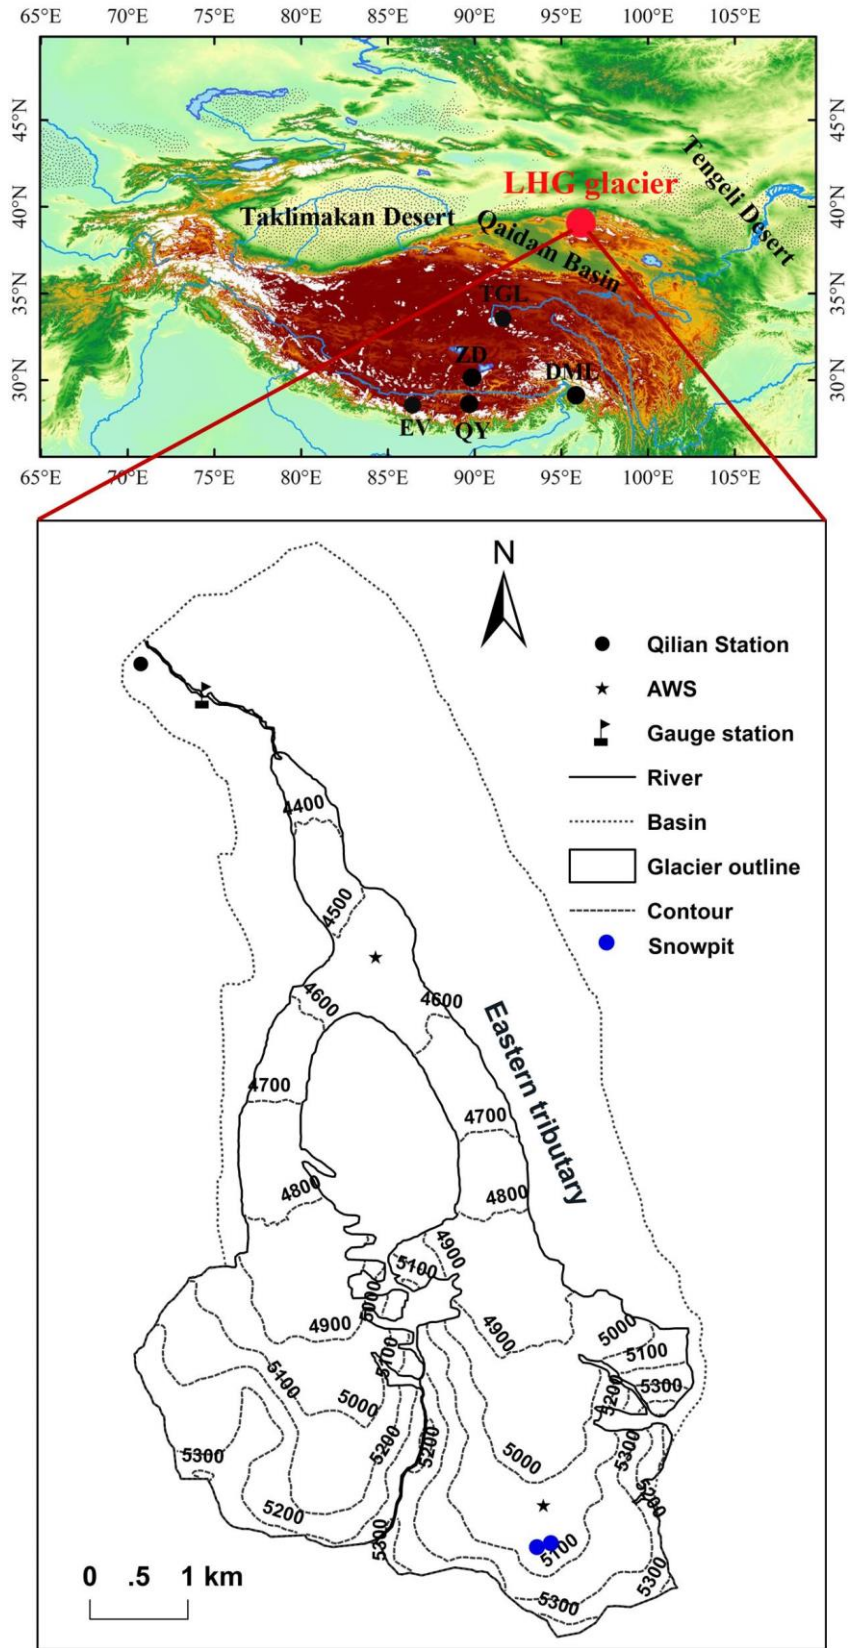 65°E 70°E 75°E 80°E 85°E 90°E 95°E 100°E 105°E
45°N
45°N
Tengeli Desert
LHG glacier
40°N
40°N
Taklimakan Desert
Qaidam Basin
35°N
35°N
TGL
ZD
DML
30°N
30°N
EV
QY
65°E 70°E 75°E 80°E 85°E 90°E 95°E 100°E 105°E
N
Qilian Station
AWS
Gauge station
River
Basin
Glacier outline
Contour
Snowpit
4400
4500
4600
4600
Eastern tributary
4700
4700
4800
4800
4900
5100
5000
4900
4900
5000
5100
5100
5100
5300
5200
5000
5200
5300
5200
5000
5300
5200
5200
5100
5300
5300
5300
0 .5 1 km